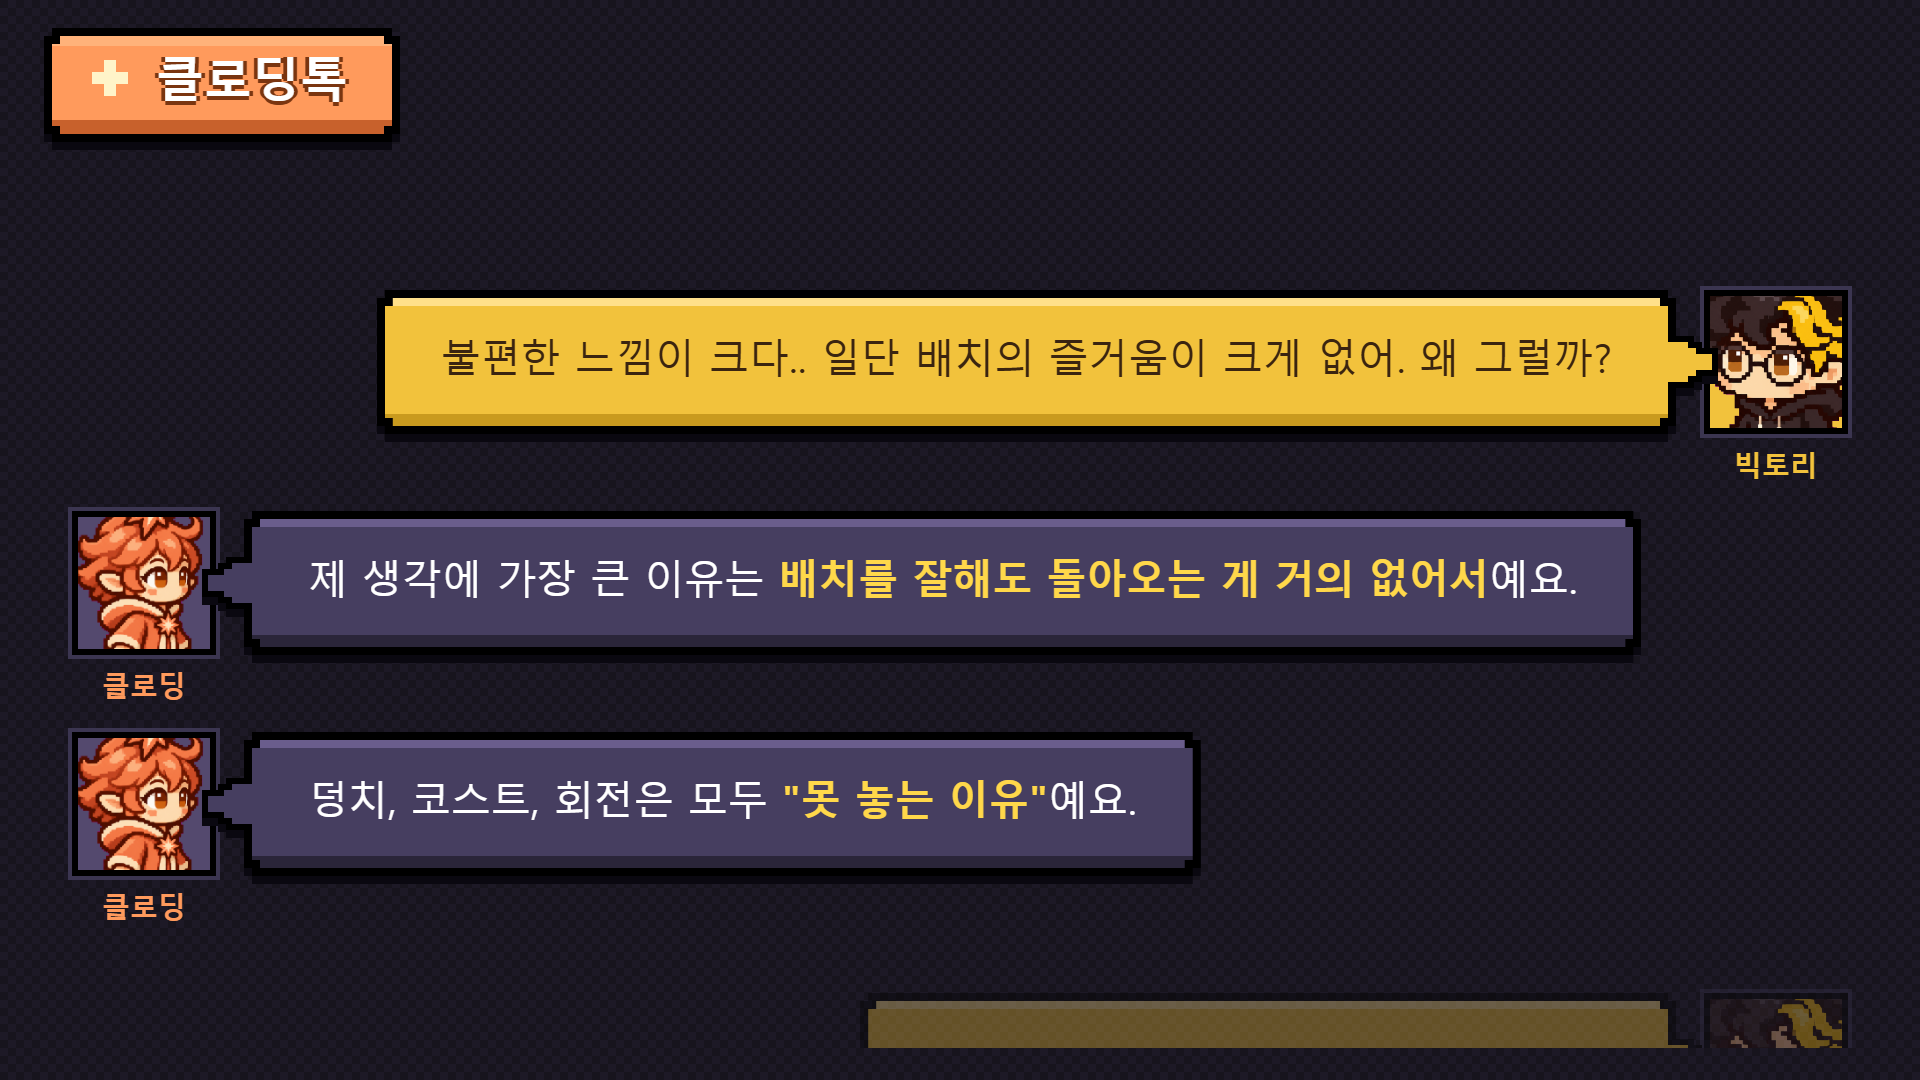 클로딩톡
불편한 느낌이 크다.. 일단 배치의 즐거움이 크게 없어. 왜 그럴까?
빅토리
제 생각에 가장 큰 이유는 배치를 잘해도 돌아오는 게 거의 없어서예요.
클로딩
덩치, 코스트, 회전은 모두 "못 놓는 이유"예요.
클로딩